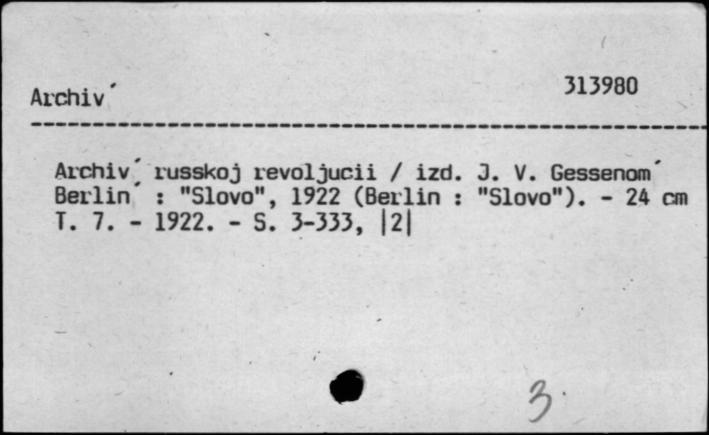 313980
Archiv´
Archiv´ russkoj revoljucii / izd. J. V. Gessenom´
Berlin´ : "Slovo", 1922 (Berlin : "Slovo"). - 24 cm
T. 7. - 1922. - S. 3-333, |2|
3